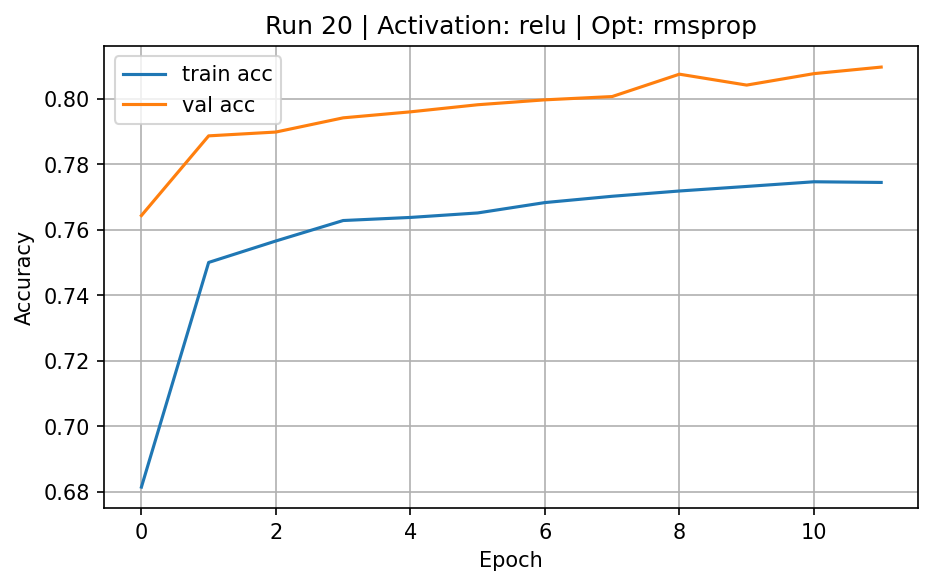 Run 20 | Activation: relu | Opt: rmsprop
train acc
val acc
0.80
0.78
0.76
0.74
0.72
0.70
0.68
Accuracy
0 2 4 6 8 10
Epoch